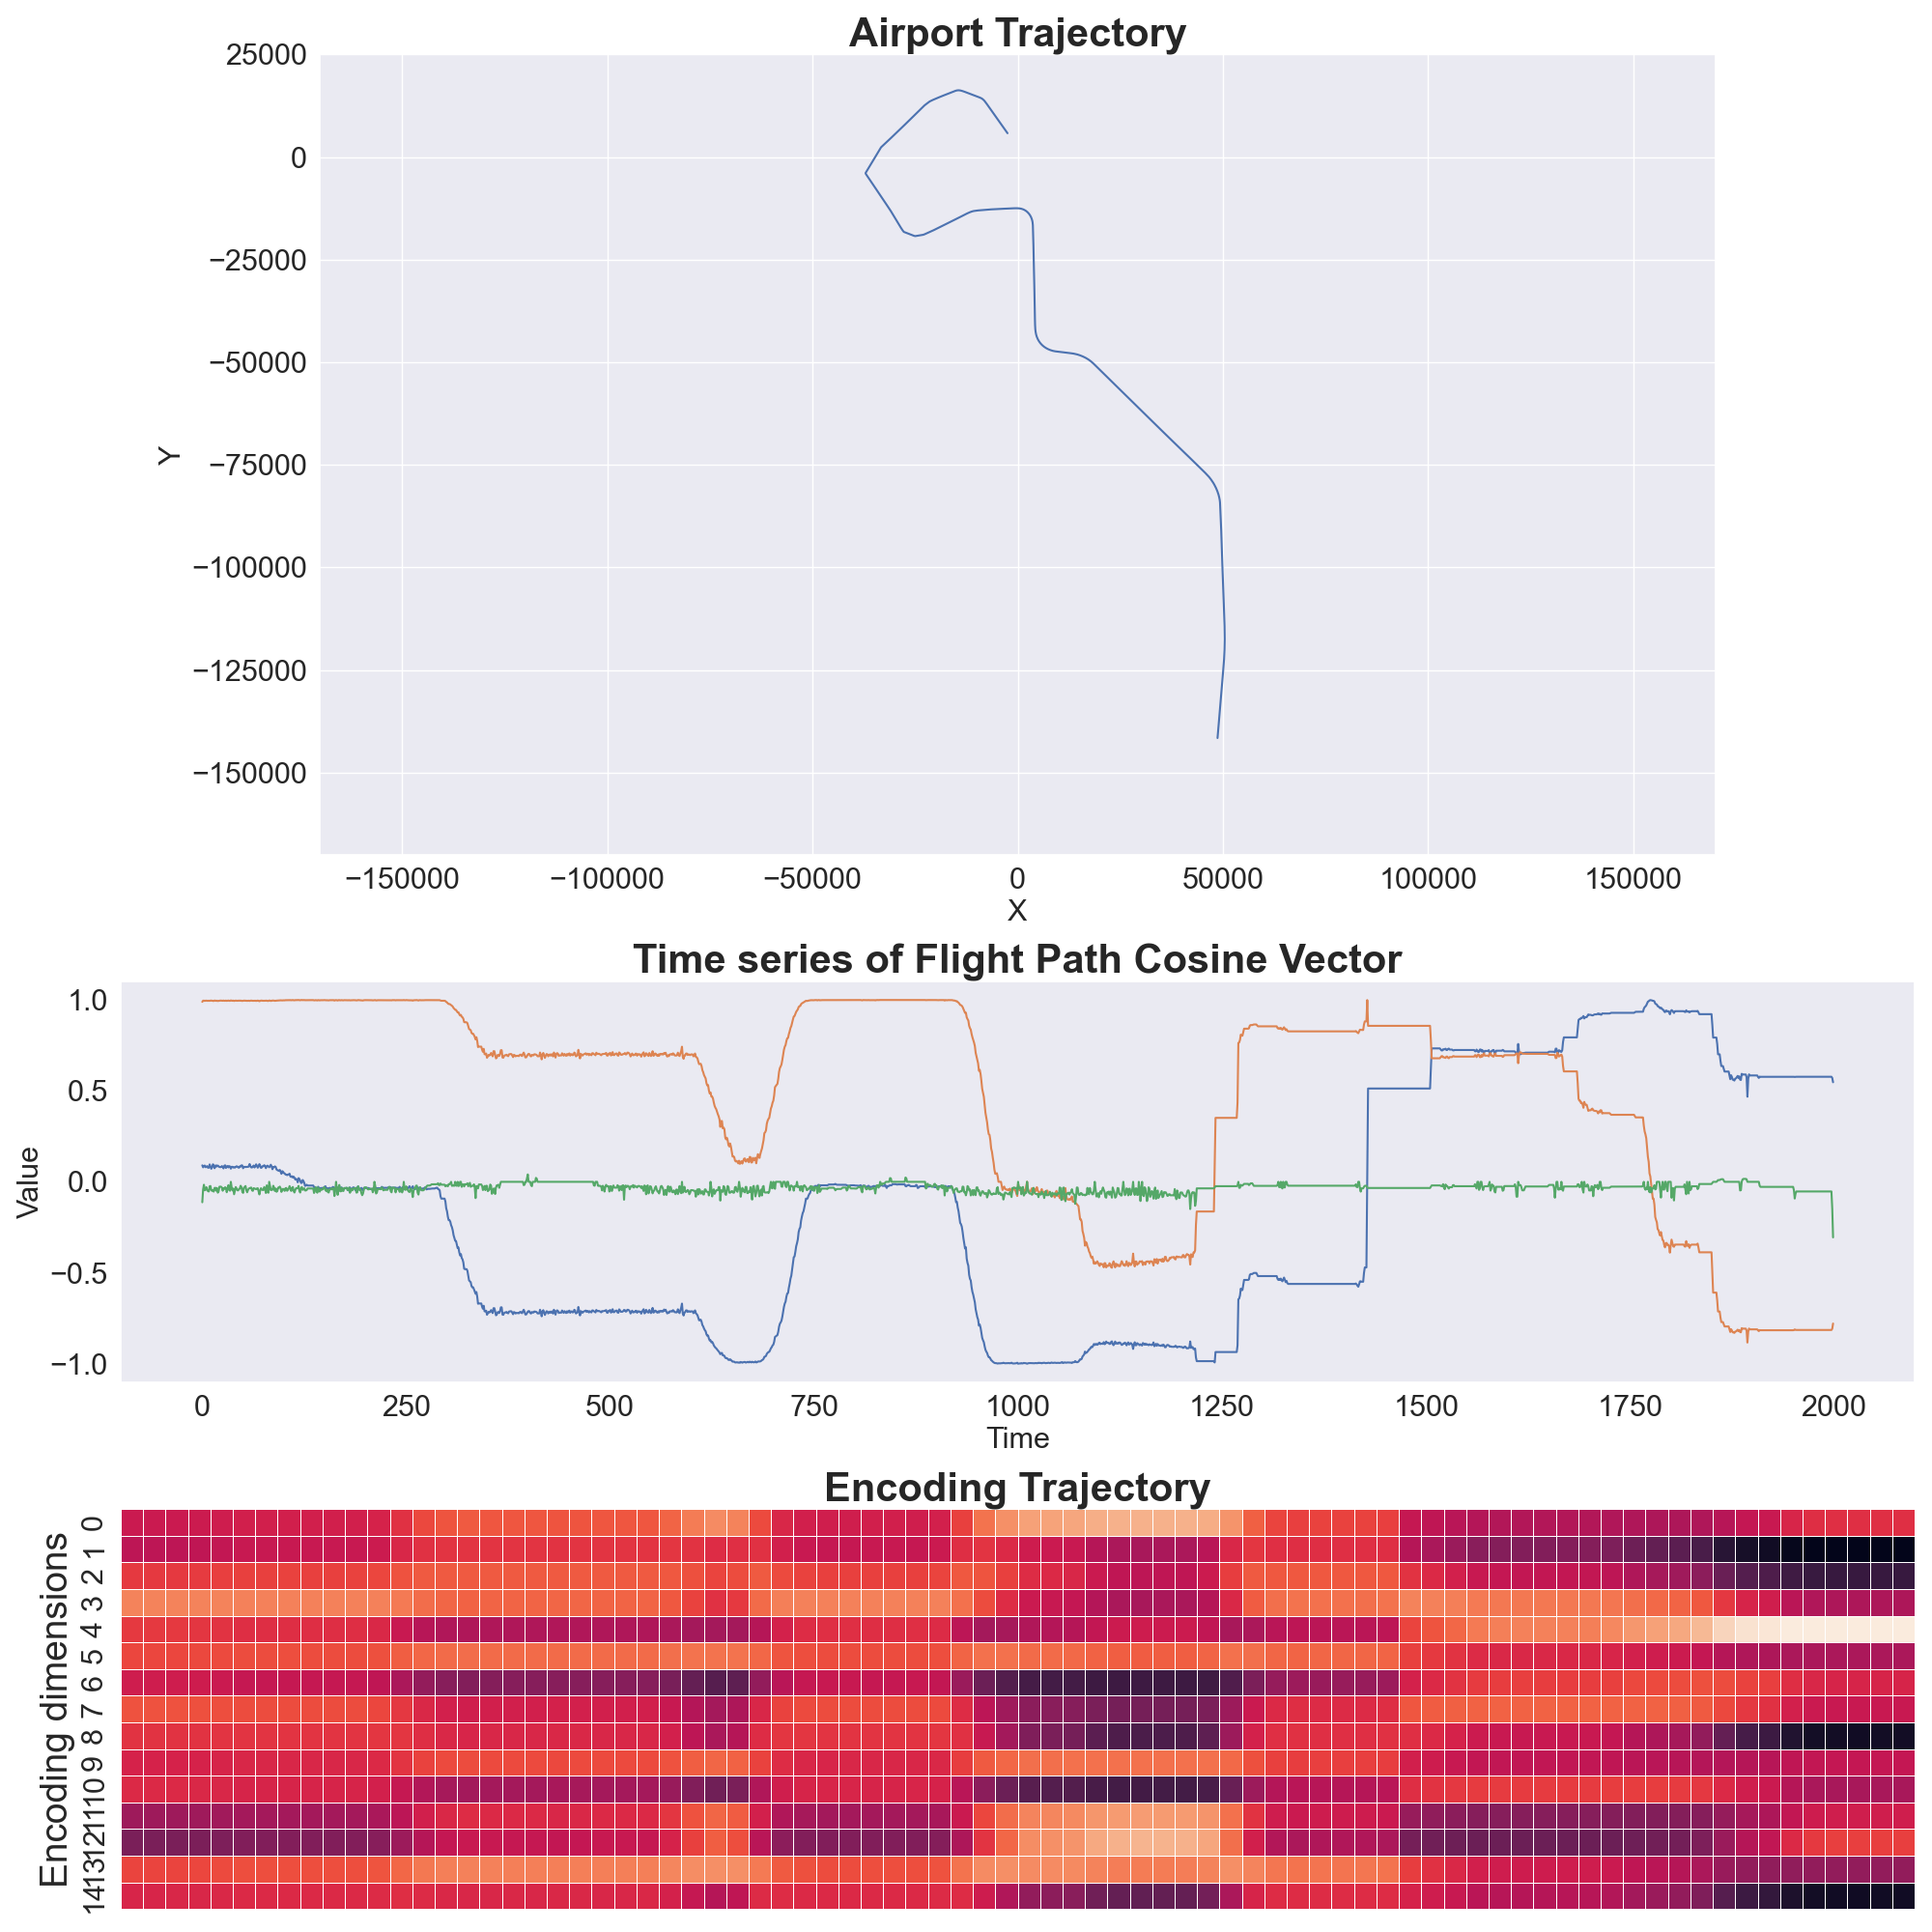 Airport Trajectory
25000
0
−25000
−50000
−75000
−100000
−125000
−150000
Y
−150000 −100000 −50000 0 50000 100000 150000
X
Time series of Flight Path Cosine Vector
1.0
0.5
0.0
−0.5
−1.0
Value
0 250 500 750 1000 1250 1500 1750 2000
Time
Encoding Trajectory
Encoding dimensions
0
1
2
3
4
5
6
7
8
9
10
11
12
13
14